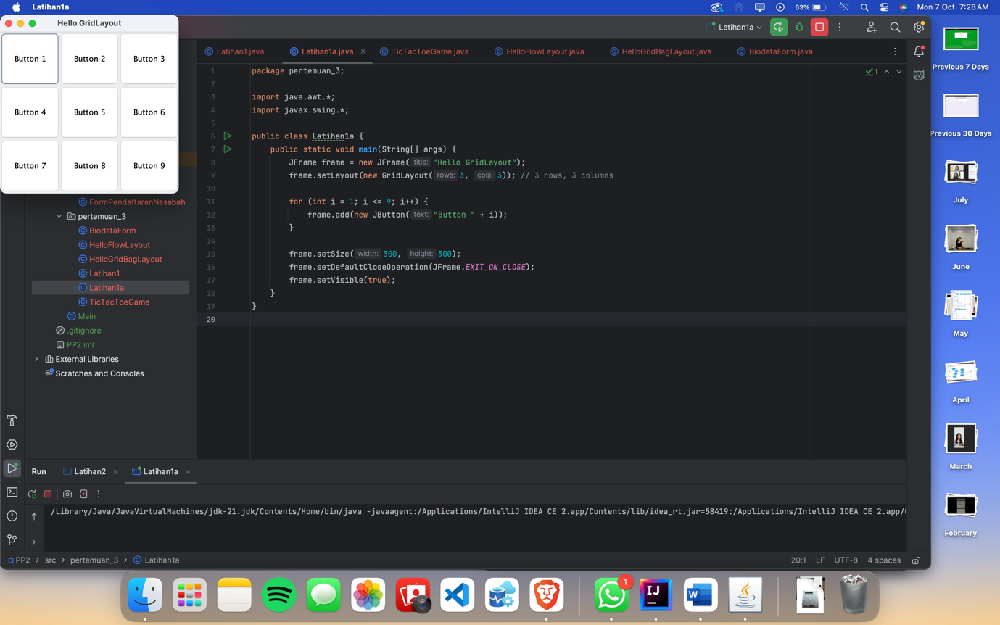 Latihan1a
63%
Mon 7 Oct 7:28 AM
Hello GridLayout
Button 1 Button 2 Button 3
Button 4 Button 5 Button 6
Button 7 Button 8 Button 9
Latihan1a
Latihan1.java Latihan1a.java TicTacToeGame.java HelloFlowLayout.java HelloGridBagLayout.java BiodataForm.java
1 package pertemuan_3;
2
3 import java.awt.*;
4 import javax.swing.*;
5
6 public class Latihan1a {
7 public static void main(String[] args) {
8 JFrame frame = new JFrame( title: "Hello GridLayout");
9 frame.setLayout(new GridLayout( rows: 3, cols: 3)); // 3 rows, 3 columns
10
11 for (int i = 1; i <= 9; i++) {
12 frame.add(new JButton( text: "Button " + i));
13 }
14
15 frame.setSize( width: 300, height: 300);
16 frame.setDefaultCloseOperation(JFrame.EXIT_ON_CLOSE);
17 frame.setVisible(true);
18 }
19 }
20
1
FormPendaftaranNasabah
pertemuan_3
BiodataForm
HelloFlowLayout
HelloGridBagLayout
Latihan1
Latihan1a
TicTacToeGame
Main
.gitignore
PP2.iml
External Libraries
Scratches and Consoles
Run Latihan2 Latihan1a
/Library/Java/JavaVirtualMachines/jdk-21.jdk/Contents/Home/bin/java -javaagent:/Applications/IntelliJ IDEA CE 2.app/Contents/lib/idea_rt.jar=58419:/Applications/IntelliJ IDEA CE 2.app/
PP2 > src > pertemuan_3 > Latihan1a
20:1 LF UTF-8 4 spaces
Previous 7 Days
Previous 30 Days
July
June
May
April
March
February
1
IJ
W